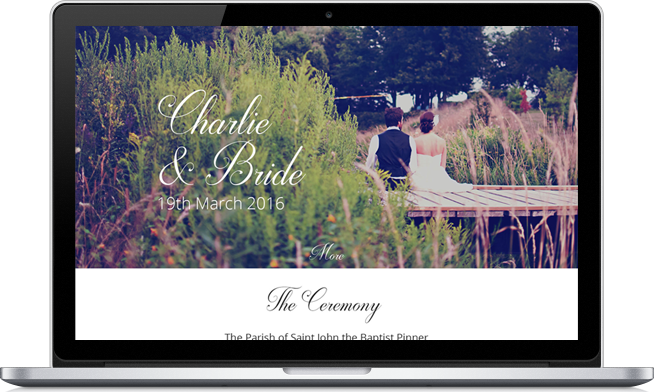 Charlie
& Bride
19th March 2016
More
The Ceremony
The Parish of Saint John the Baptist Pinner